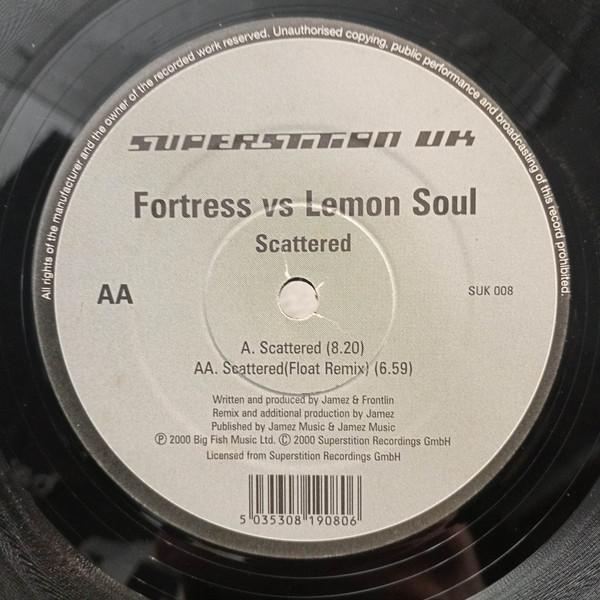 All rights of the manufacturer and the owner of the recorded work reserved. Unauthorised copying, public performance and broadcasting of this record prohibited.
SUPERSTITION UK
Fortress vs Lemon Soul
Scattered
AA
SUK 008
A. Scattered (8.20)
AA. Scattered(Float Remix) (6.59)
Written and produced by Jamez & Frontlin
Remix and additional production by Jamez
Published by Jamez Music & Jamez Music
Ⓟ 2000 Big Fish Music Ltd. Ⓒ 2000 Superstition Recordings GmbH
Licensed from Superstition Recordings GmbH
5 035308 190806